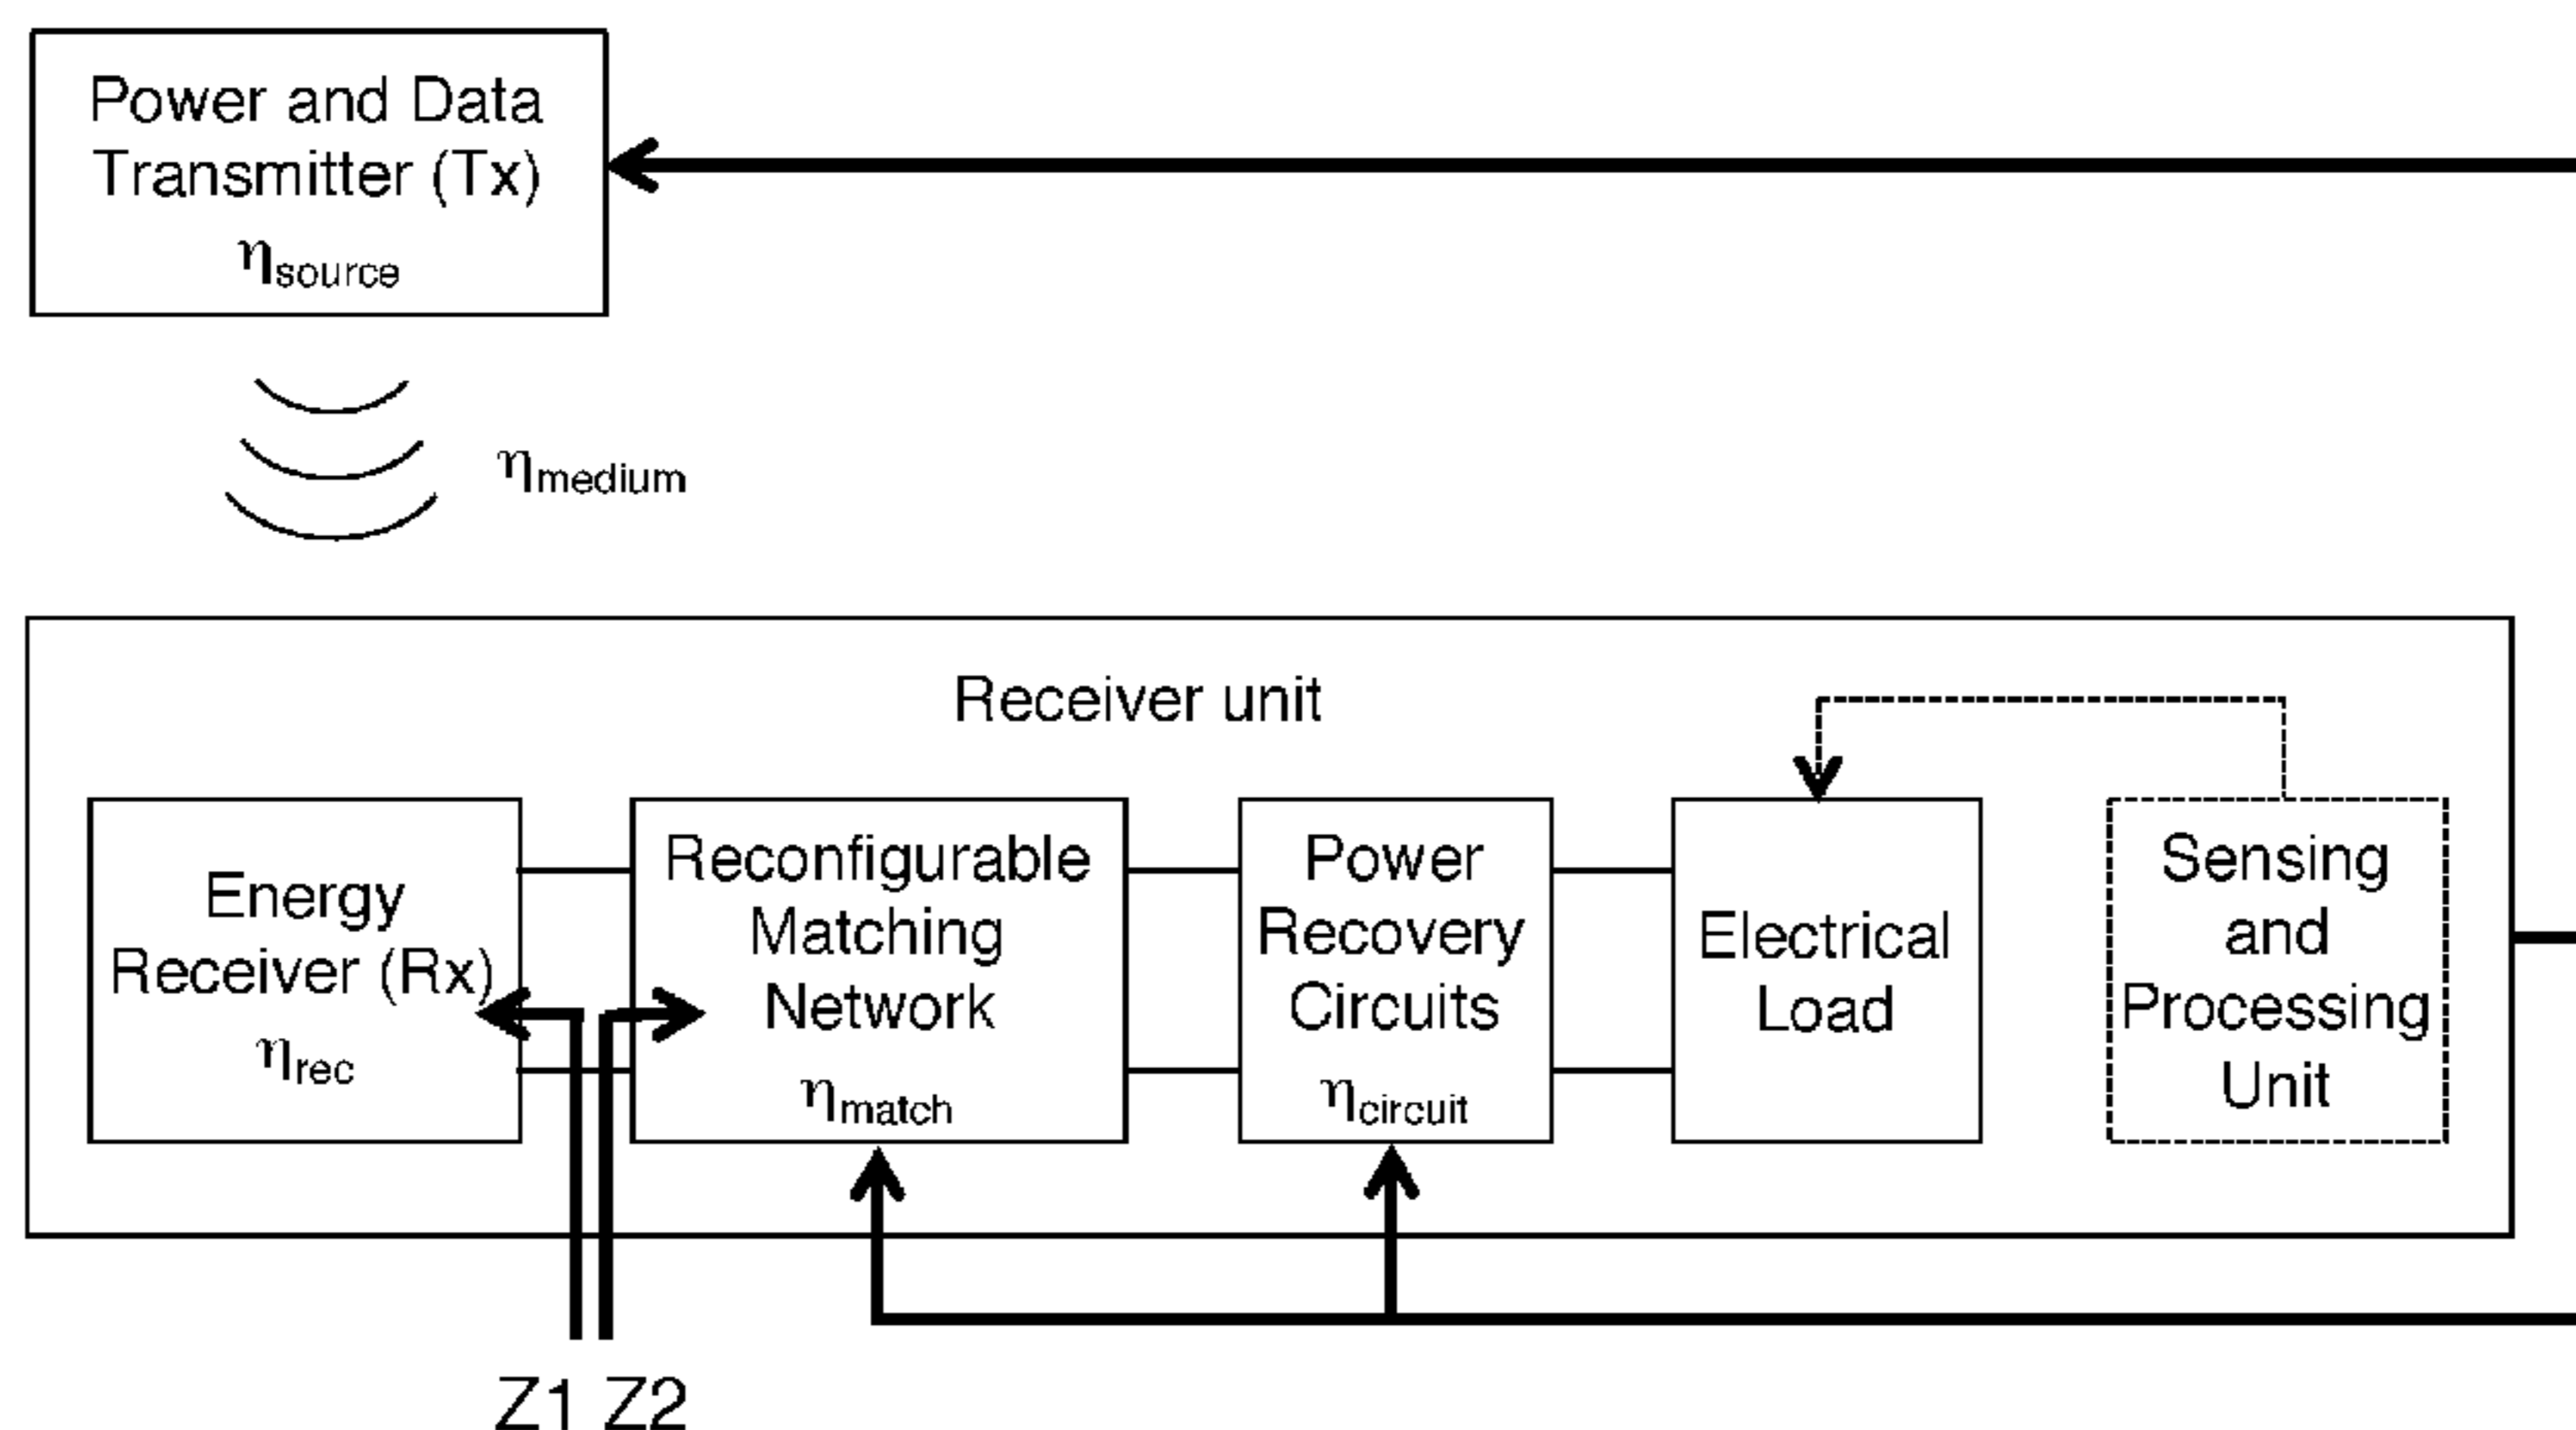 Power and Data
Transmitter (Tx)
ηsource
ηmedium
Receiver unit
Energy
Receiver (Rx)
ηrec
Reconfigurable
Matching
Network
ηmatch
Power
Recovery
Circuits
ηcircuit
Electrical
Load
Sensing
and
Processing
Unit
Z1 Z2